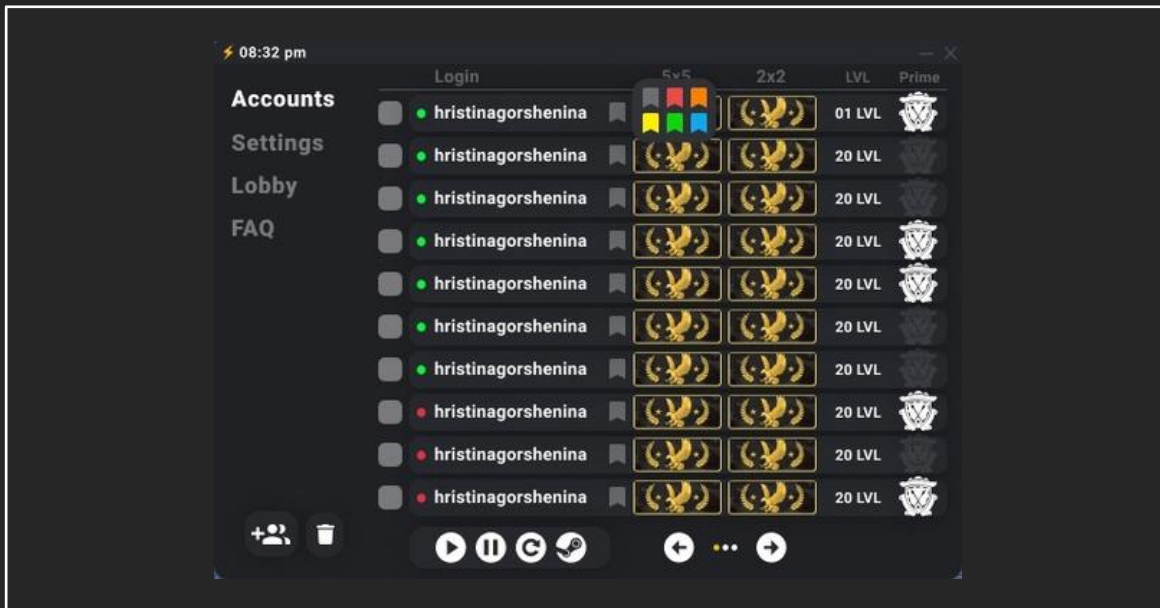 08:32 pm
Login 5x5 2x2 LVL Prime
Accounts
Settings
Lobby
FAQ
hristinagorshenina 01 LVL
hristinagorshenina 20 LVL
hristinagorshenina 20 LVL
hristinagorshenina 20 LVL
hristinagorshenina 20 LVL
hristinagorshenina 20 LVL
hristinagorshenina 20 LVL
hristinagorshenina 20 LVL
hristinagorshenina 20 LVL
hristinagorshenina 20 LVL